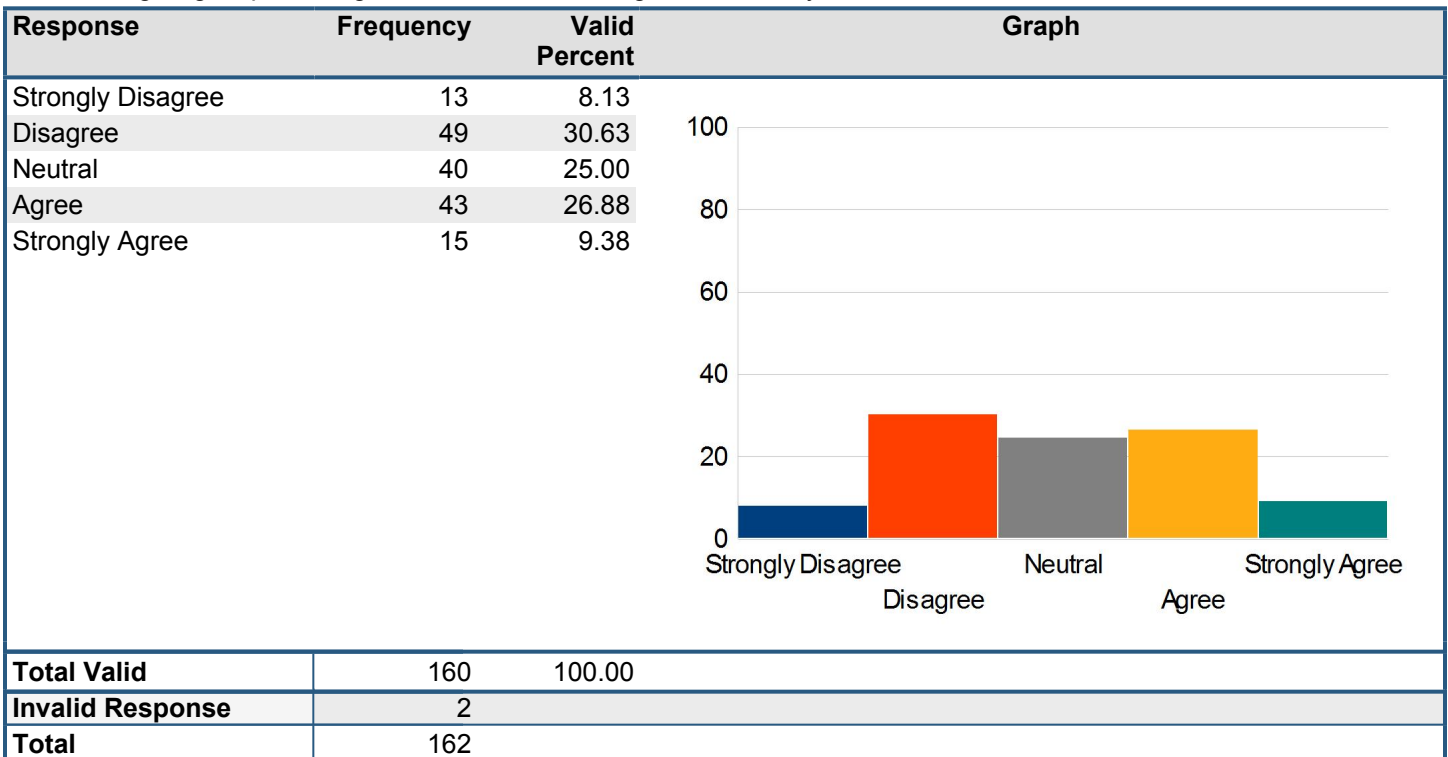 Response Frequency Valid Percent Graph
Strongly Disagree 13 8.13
Disagree 49 30.63
Neutral 40 25.00
Agree 43 26.88
Strongly Agree 15 9.38
100
80
60
40
20
0
Strongly Disagree Neutral Strongly Agree
Disagree Agree
Total Valid 160 100.00
Invalid Response 2
Total 162